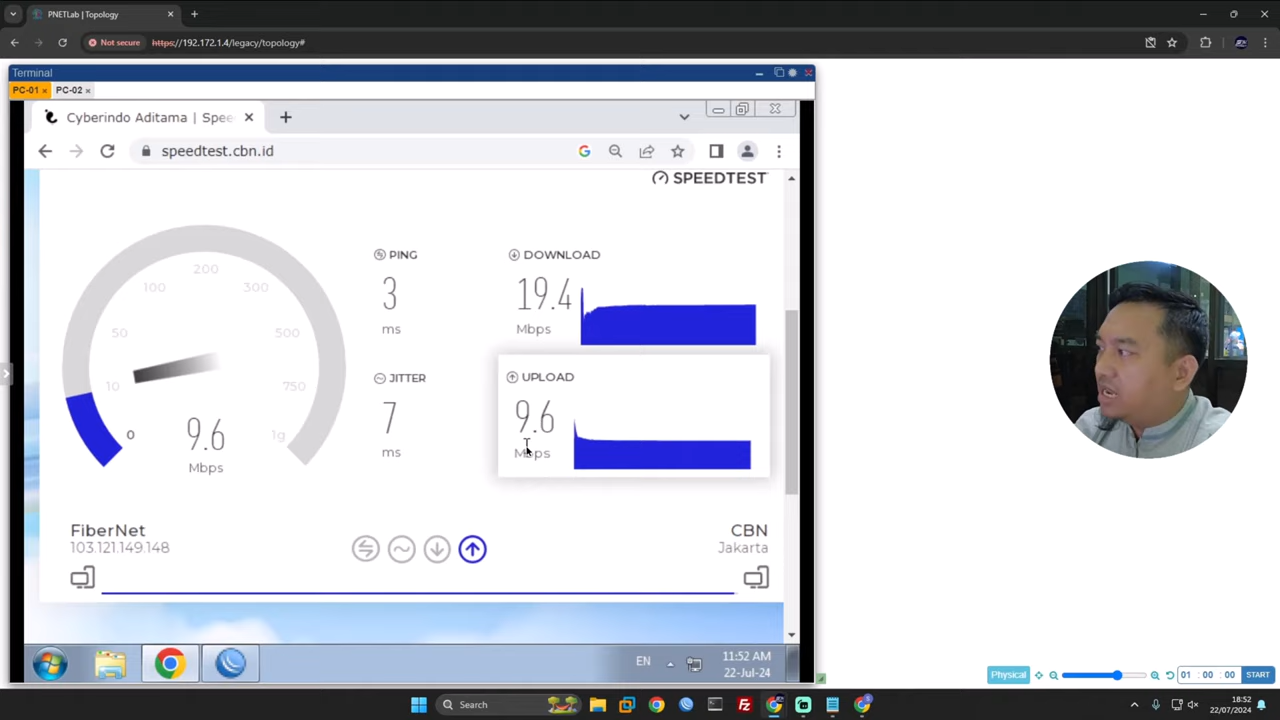 PNETLab | Topology
Not secure
https://192.172.1.4/legacy/topology#
Terminal
PC-01
PC-02
Cyberindo Aditama | Spee
speedtest.cbn.id
SPEEDTEST
PING
3
ms
DOWNLOAD
19.4
Mbps
JITTER
7
ms
UPLOAD
9.6
Mbps
0
10
50
100
200
300
500
750
1g
9.6
Mbps
FiberNet
103.121.149.148
CBN
Jakarta
EN
11:52 AM
22-Jul-24
Physical
01 : 00 : 00
START
Search
18:52
22/07/2024